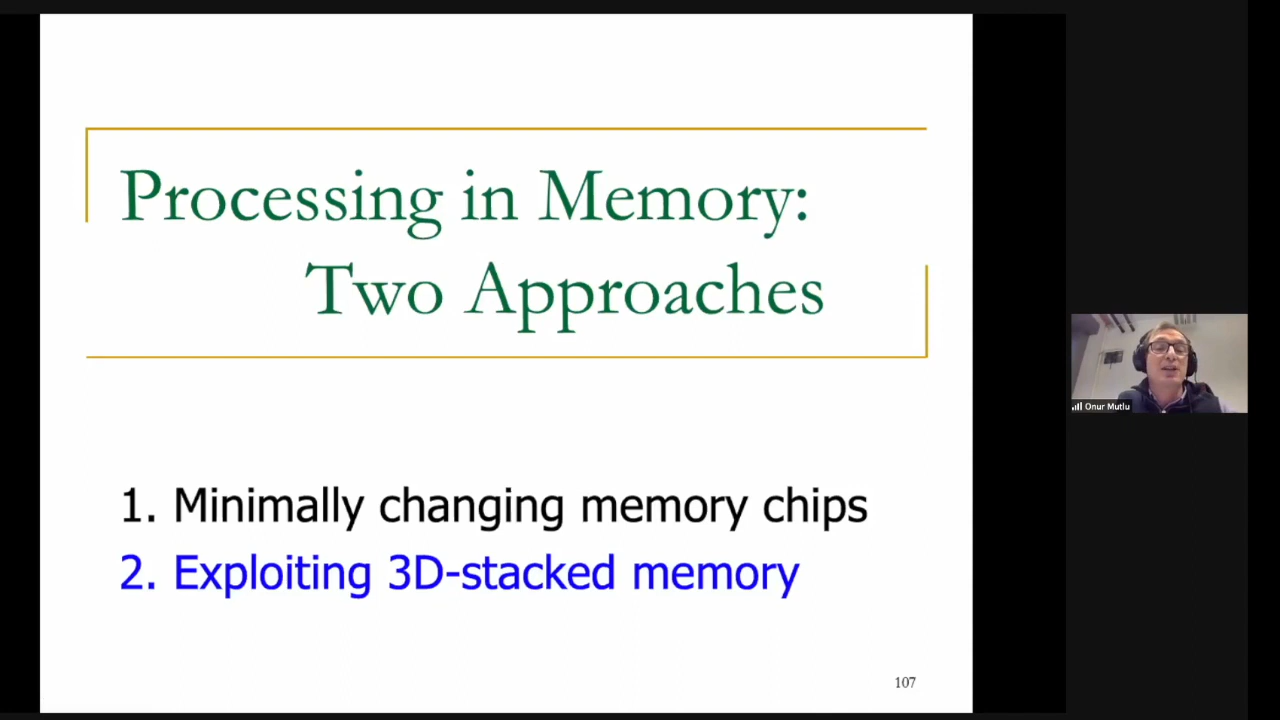 Processing in Memory:
Two Approaches
1. Minimally changing memory chips
2. Exploiting 3D-stacked memory
107
Onur Mutlu